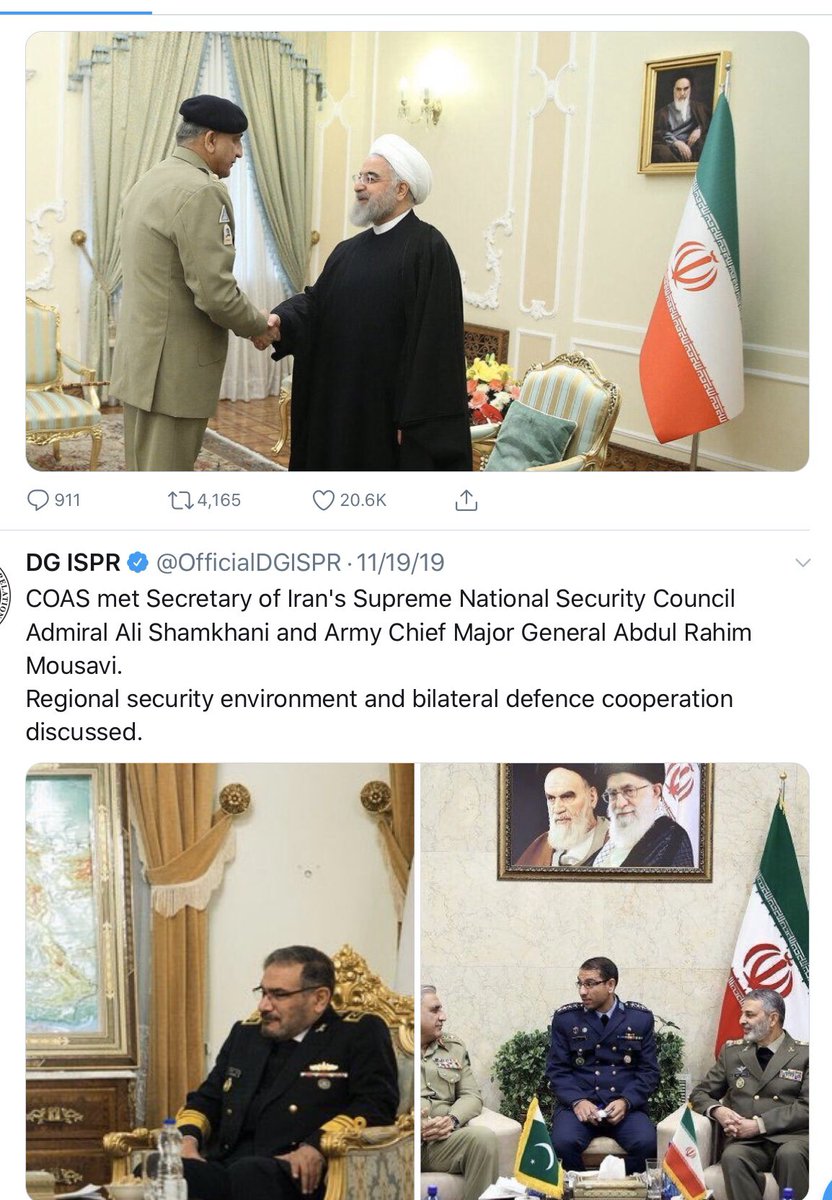 911
4,165
20.6K
DG ISPR @OfficialDGISPR · 11/19/19
COAS met Secretary of Iran's Supreme National Security Council
Admiral Ali Shamkhani and Army Chief Major General Abdul Rahim
Mousavi.
Regional security environment and bilateral defence cooperation
discussed.